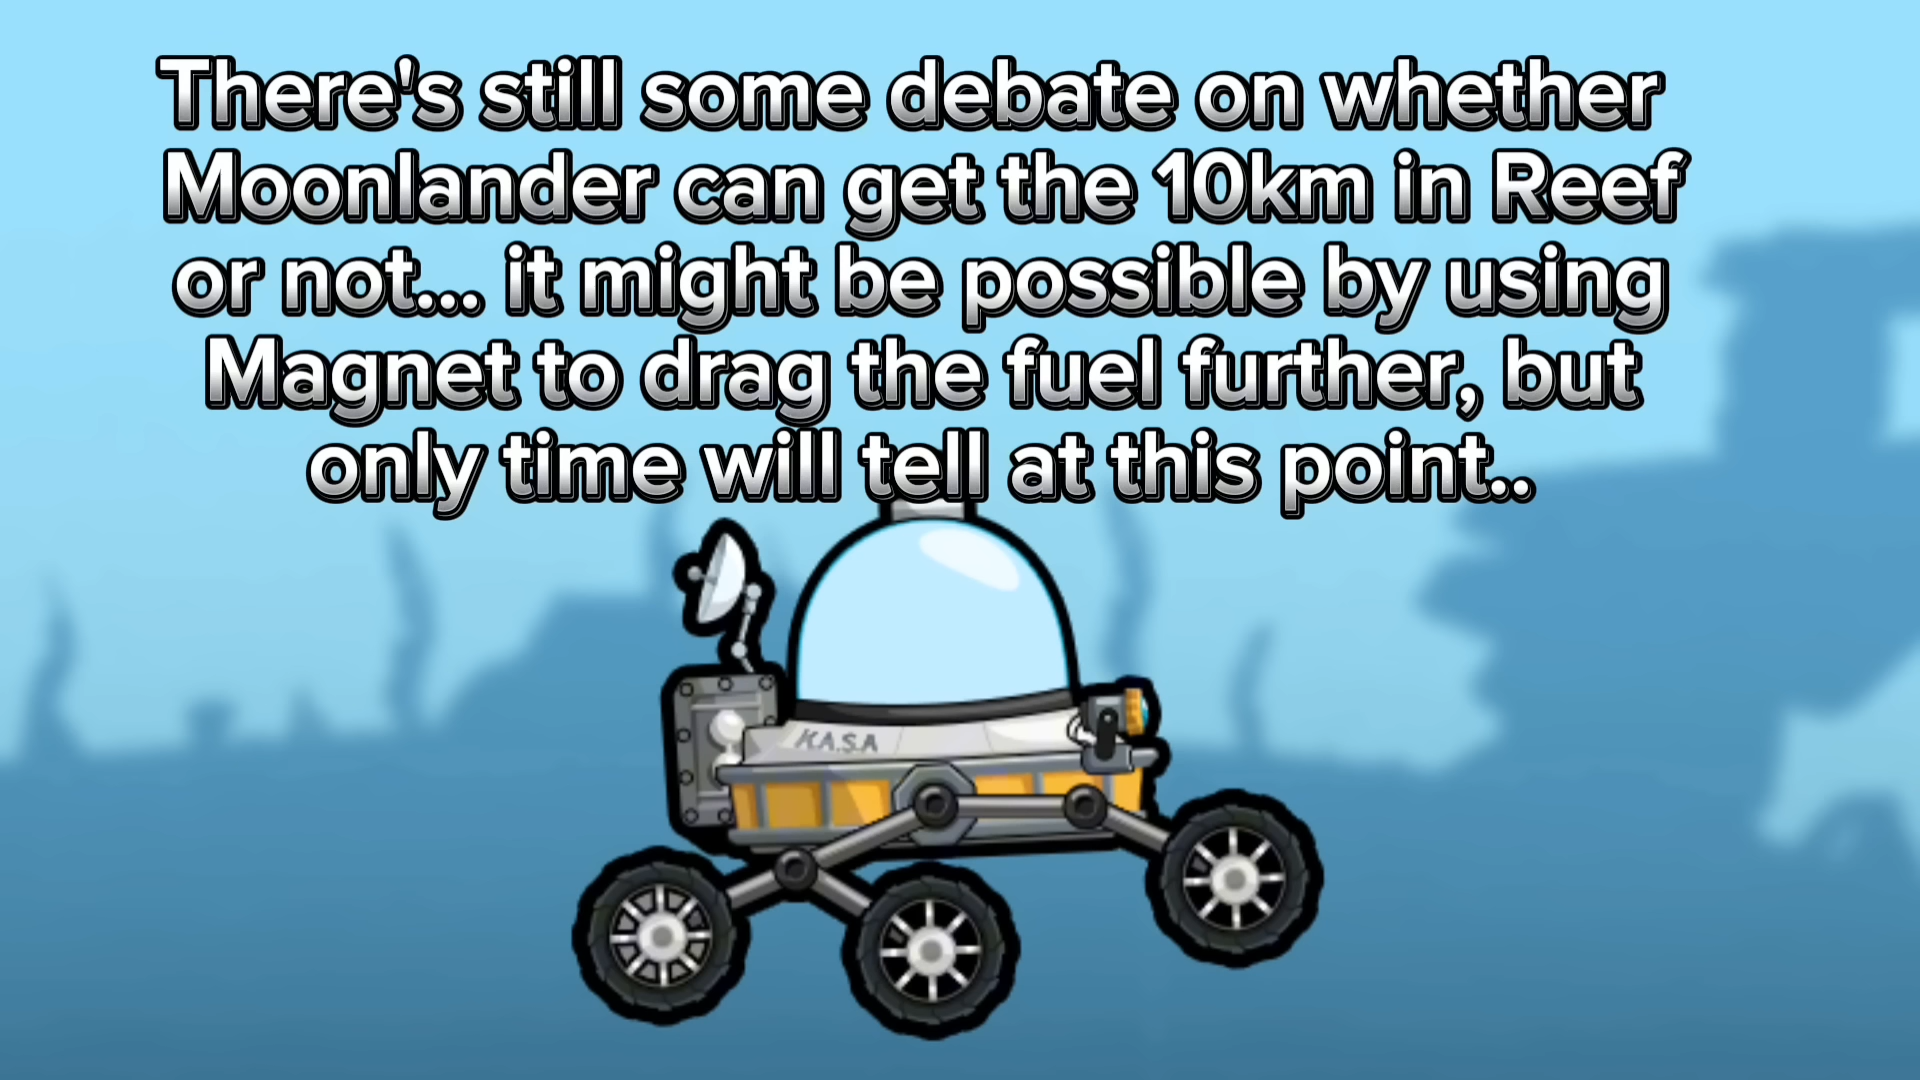 There's still some debate on whether
Moonlander can get the 10km in Reef
or not... it might be possible by using
Magnet to drag the fuel further, but
only time will tell at this point..
K.A.S.A